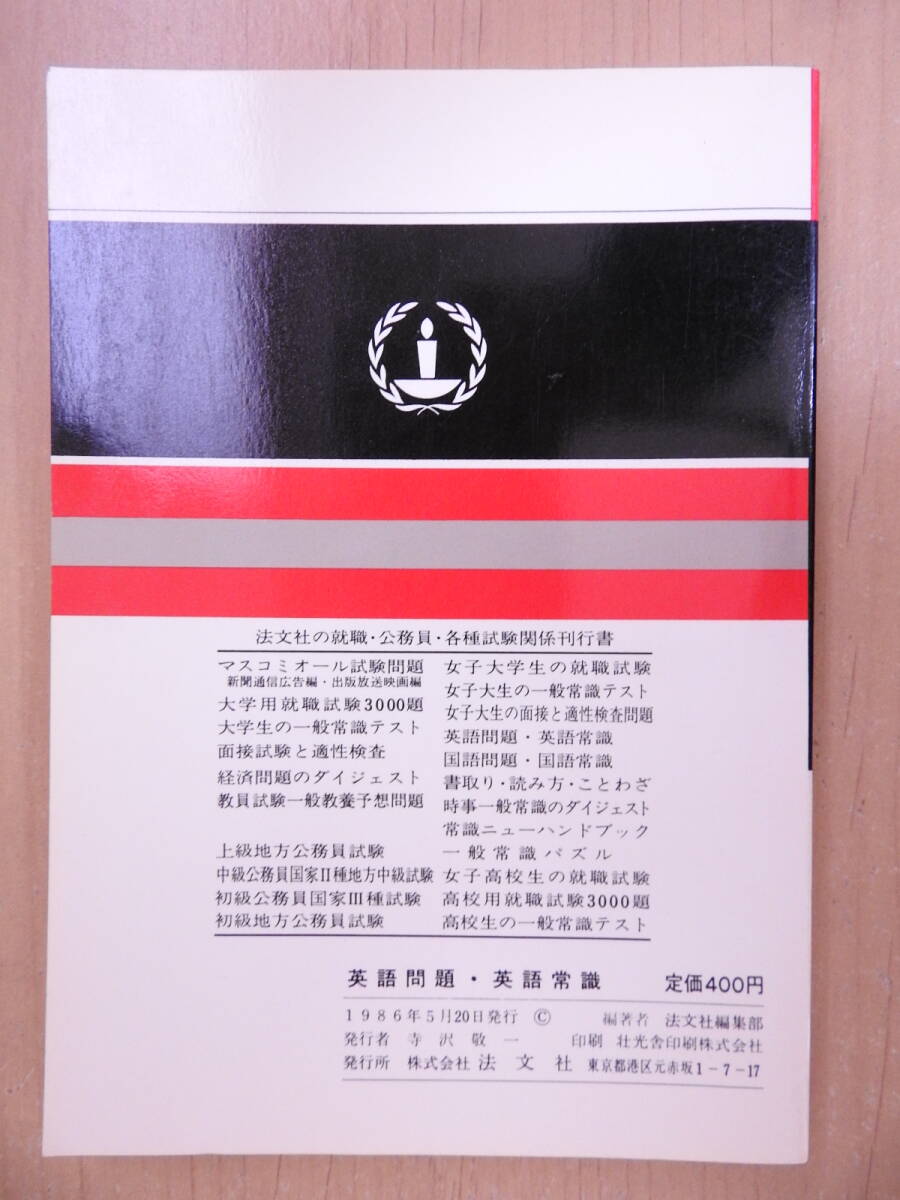 法文社の就職・公務員・各種試験関係刊行書
マスコミオール試験問題
新聞通信広告編・出版放送映画編
大学用就職試験3000題
大学生の一般常識テスト
面接試験と適性検査
経済問題のダイジェスト
教員試験一般教養予想問題
上級地方公務員試験
中級公務員国家II種地方中級試験
初級公務員国家III種試験
初級地方公務員試験
女子大学生の就職試験
女子大生の一般常識テスト
女子大生の面接と適性検査問題
英語問題・英語常識
国語問題・国語常識
書取り・読み方・ことわざ
時事一般常識のダイジェスト
常識ニューハンドブック
一般常識パズル
女子高校生の就職試験
高校用就職試験3000題
高校生の一般常識テスト
英語問題・英語常識 定価400円
1986年5月20日発行 © 編著者 法文社編集部
発行者 寺沢敬一 印刷 壮光舎印刷株式会社
発行所 株式会社 法文社 東京都港区元赤坂1-7-17